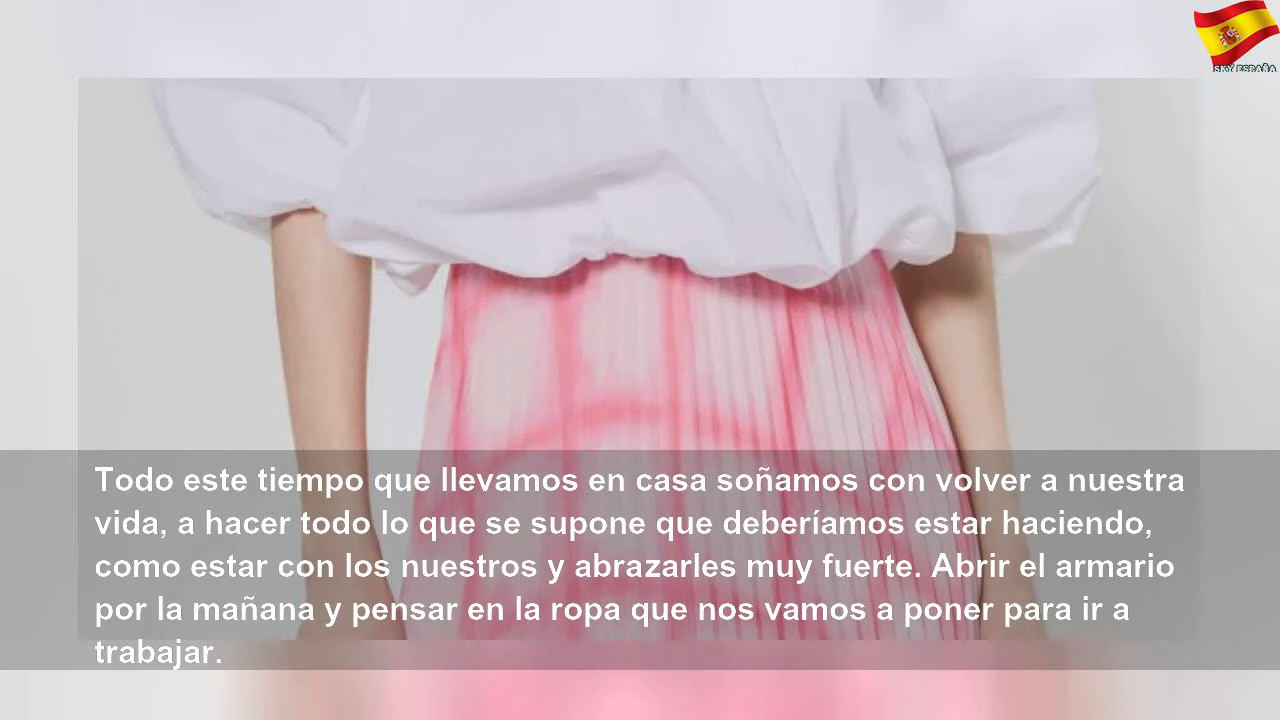 SKY ESPAÑA
Todo este tiempo que llevamos en casa soñamos con volver a nuestra
vida, a hacer todo lo que se supone que deberíamos estar haciendo,
como estar con los nuestros y abrazarles muy fuerte. Abrir el armario
por la mañana y pensar en la ropa que nos vamos a poner para ir a
trabajar.